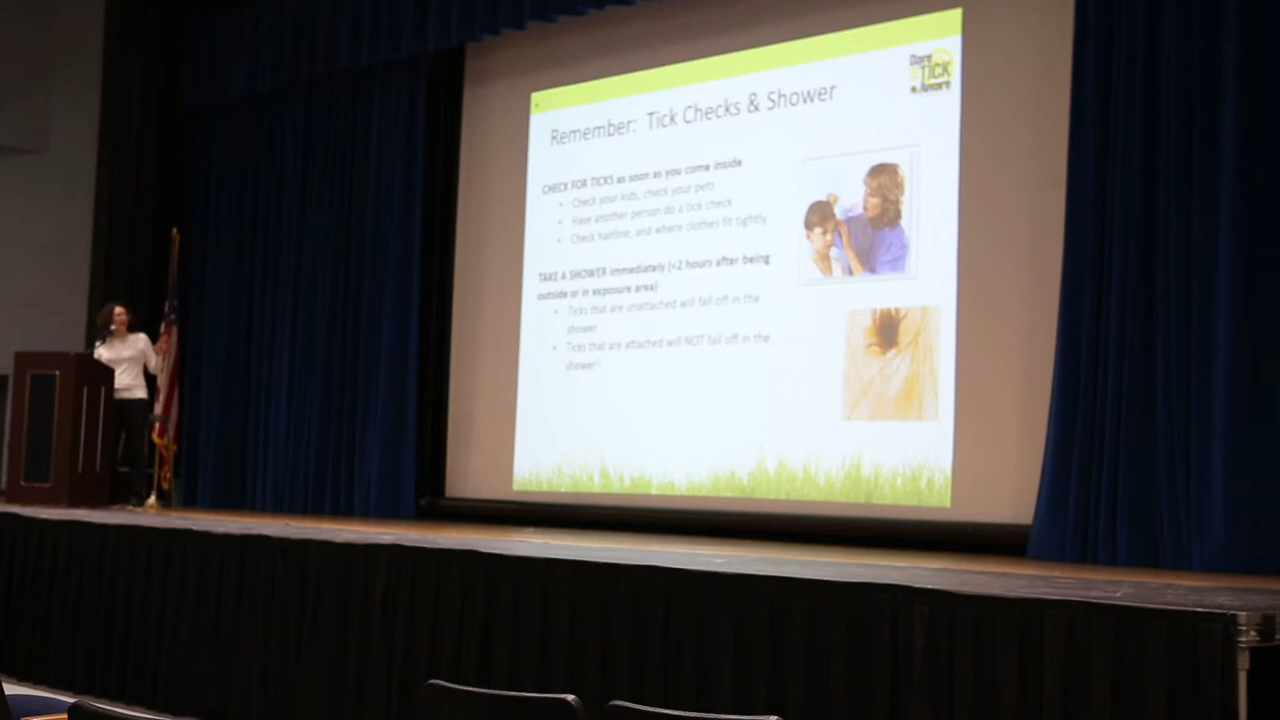 Dare
TICK
Remember: Tick Checks & Shower
CHECK FOR TICKS as soon as you come inside
• Check your kids, check your pets
• Have another person do a tick check
• Check hairline, and where clothes fit tightly
TAKE A SHOWER immediately (<2 hours after being
outside or in exposure area)
• Ticks that are unattached will fall off in the
shower
• Ticks that are attached will NOT fall off in the
shower!